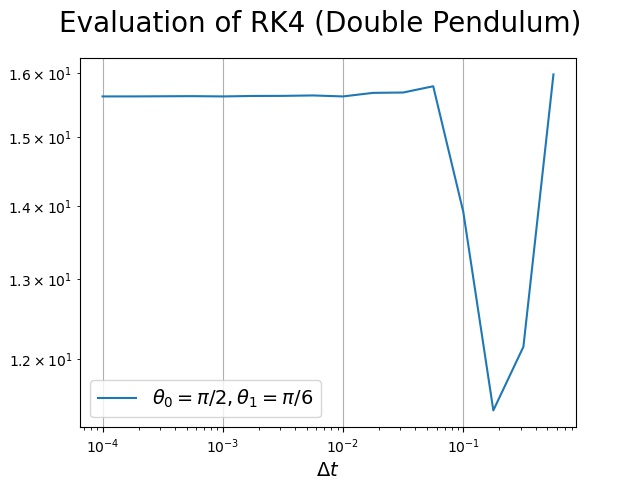 Evaluation of RK4 (Double Pendulum)
1.6 × 10¹
1.5 × 10¹
1.4 × 10¹
1.3 × 10¹
1.2 × 10¹
θ₀ = π/2, θ₁ = π/6
10⁻⁴ 10⁻³ 10⁻² 10⁻¹
Δt